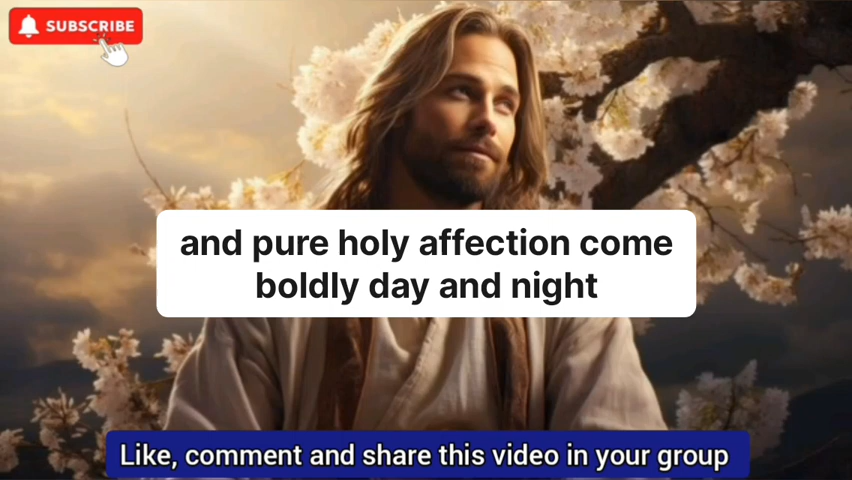 SUBSCRIBE
and pure holy affection come
boldly day and night
Like, comment and share this video in your group